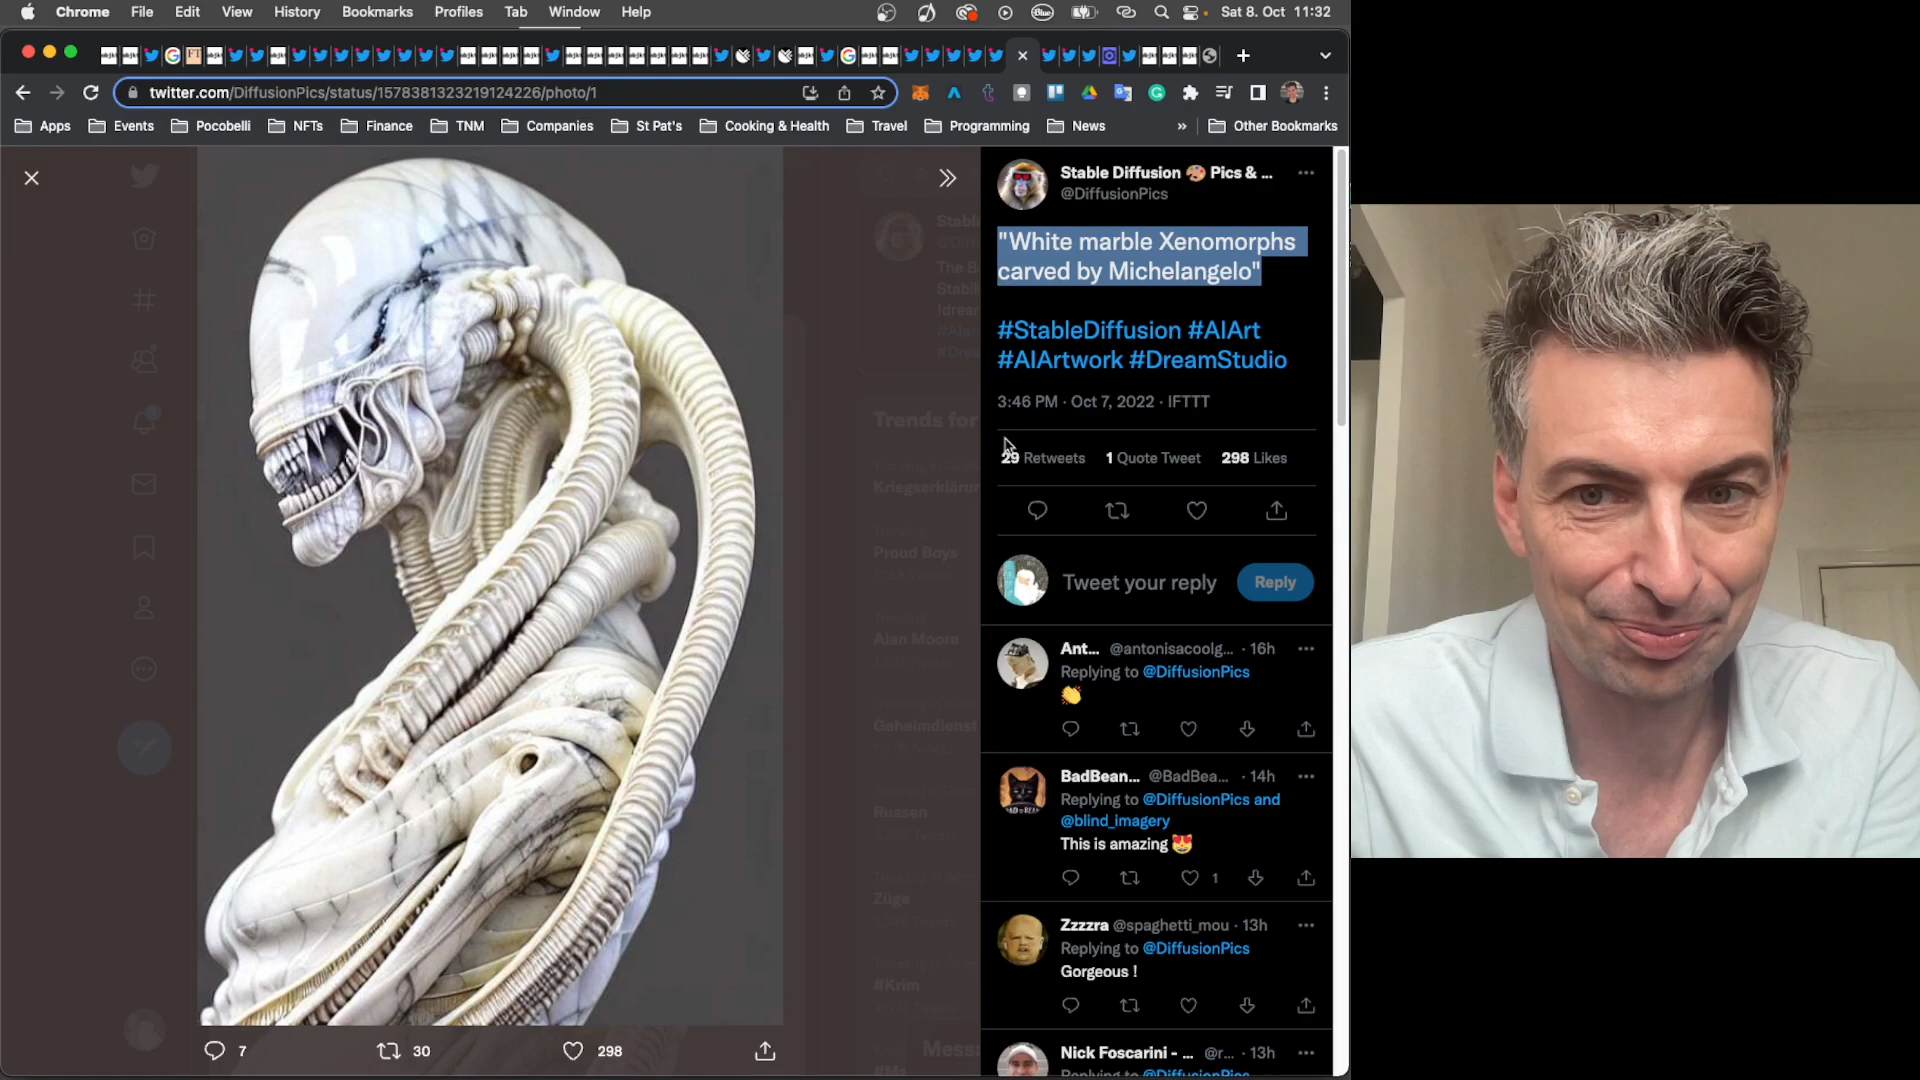 Chrome File Edit View History Bookmarks Profiles Tab Window Help
Sat 8. Oct 11:32
twitter.com/DiffusionPics/status/1578381323219124226/photo/1
Apps Events Pocobelli NFTs Finance TNM Companies St Pat's Cooking & Health Travel Programming News » Other Bookmarks
Stable Diffusion 🎨 Pics & ...
@DiffusionPics
"White marble Xenomorphs
carved by Michelangelo"
#StableDiffusion #AIArt
#AIArtwork #DreamStudio
3:46 PM · Oct 7, 2022 · IFTTT
29 Retweets 1 Quote Tweet 298 Likes
Tweet your reply
Reply
Ant... @antonisacoolg... · 16h
Replying to @DiffusionPics
👏
BadBean... @BadBea... · 14h
Replying to @DiffusionPics and
@blind_imagery
This is amazing 😻
1
Zzzzra @spaghetti_mou · 13h
Replying to @DiffusionPics
Gorgeous !
Nick Foscarini - ... @r... · 13h
Replying to @DiffusionPics
Trends for
Kriegserklärun
Proud Boys
Alan Moore
Geheimdienst
Russen
Züge
#Krim
Messa
7
30
298